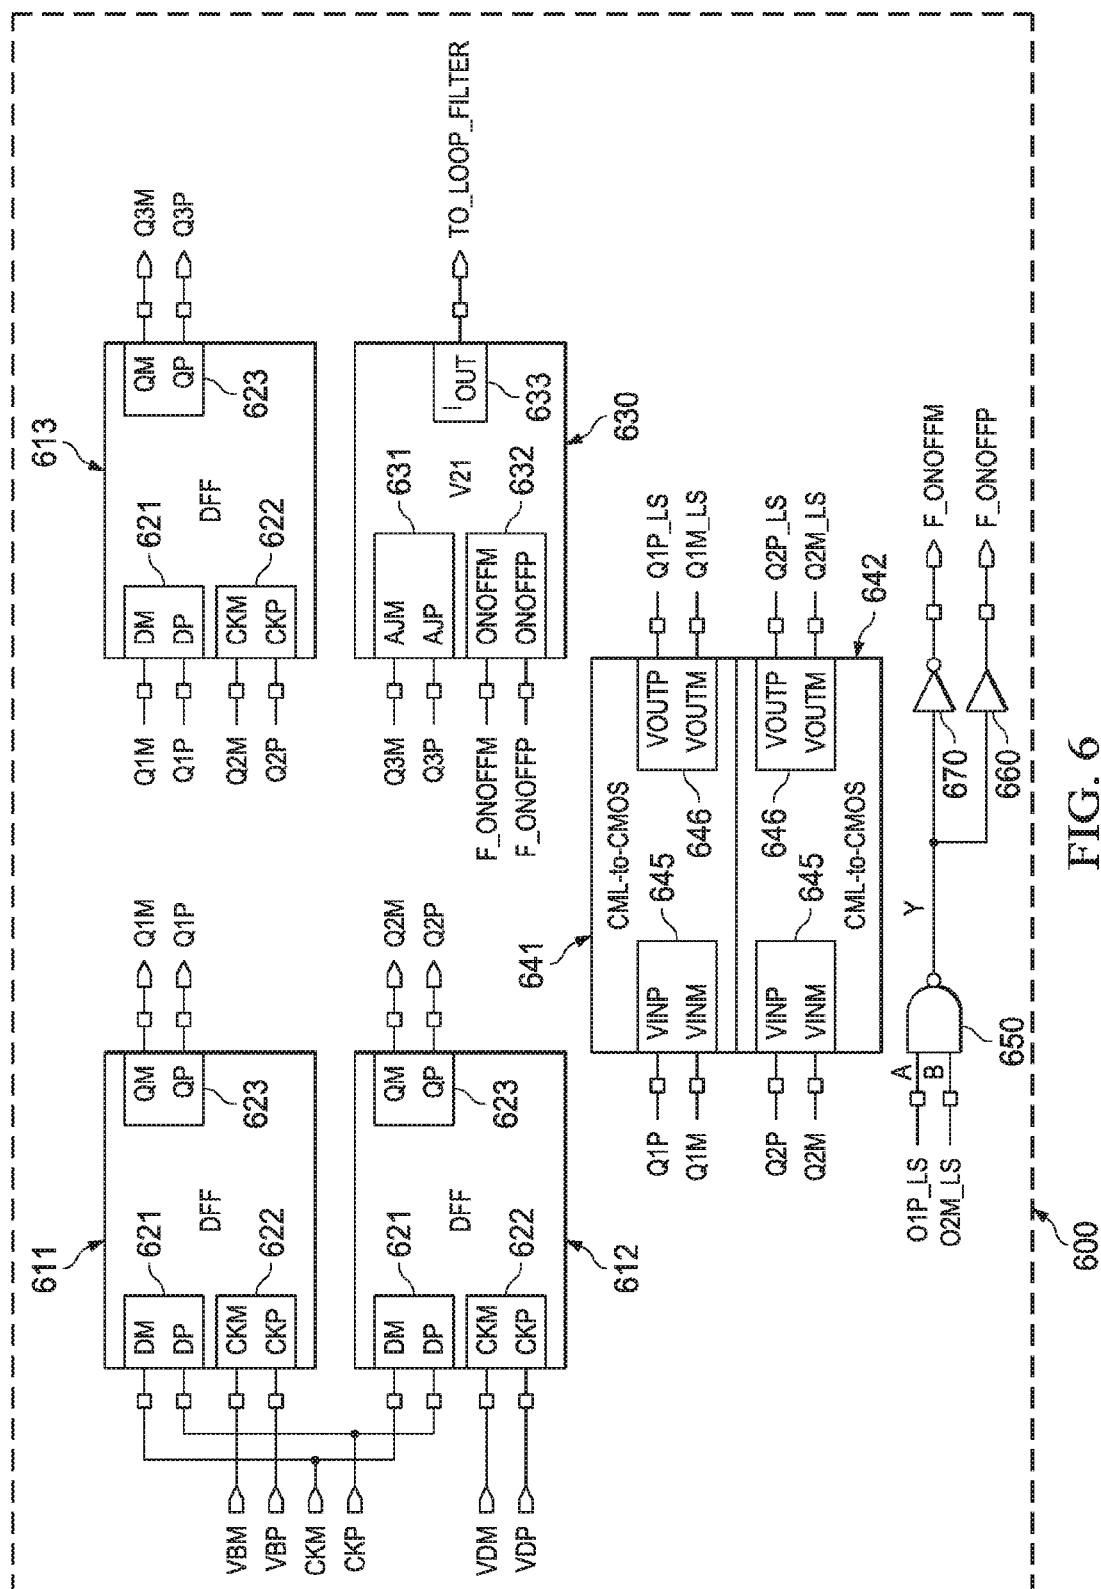 600
611
DFF
DM
DP
621
CKM
CKP
622
QM
QP
623
Q1M
Q1P
VBM
VBP
CKM
CKP
VDM
VDP
612
DFF
DM
DP
621
CKM
CKP
622
QM
QP
623
Q2M
Q2P
613
DFF
Q1M
Q1P
Q2M
Q2P
DM
DP
621
CKM
CKP
622
QM
QP
623
Q3M
Q3P
630
V21
Q3M
Q3P
F_ONOFFM
F_ONOFFP
AJM
AJP
631
ONOFFM
ONOFFP
632
IOUT
633
TO_LOOP_FILTER
641
CML-to-CMOS
Q1P
Q1M
VINP
VINM
645
VOUTP
VOUTM
646
Q1P_LS
Q1M_LS
642
CML-to-CMOS
Q2P
Q2M
VINP
VINM
645
VOUTP
VOUTM
646
Q2P_LS
Q2M_LS
O1P_LS
O2M_LS
A
B
650
Y
670
660
F_ONOFFM
F_ONOFFP
FIG. 6